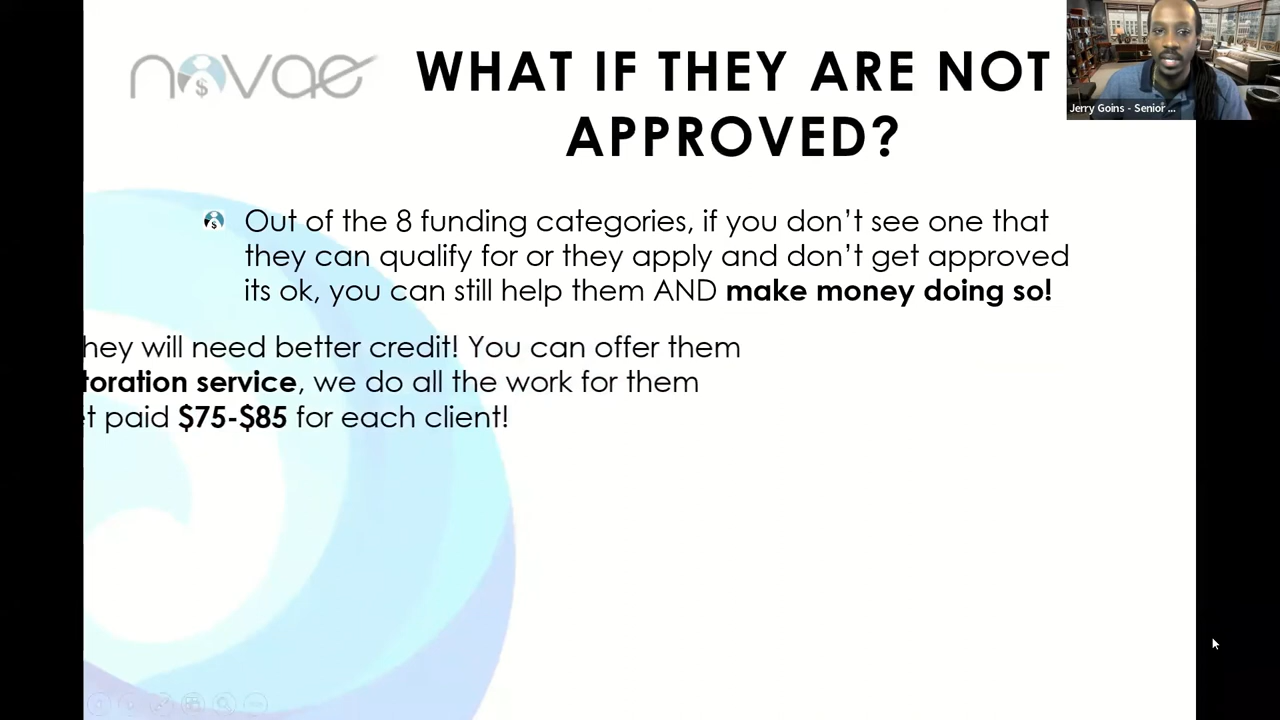 novae
WHAT IF THEY ARE NOT
APPROVED?
Jerry Goins - Senior ...
Out of the 8 funding categories, if you don’t see one that
they can qualify for or they apply and don’t get approved
its ok, you can still help them AND make money doing so!
hey will need better credit! You can offer them
toration service, we do all the work for them
et paid $75-$85 for each client!